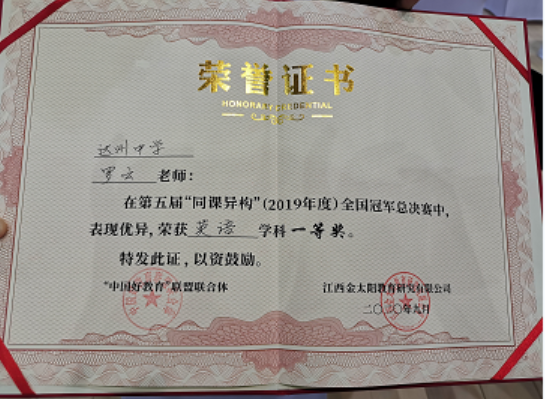 荣誉证书
HONORARY CREDENTIAL
达州中学
罗云 老师：
在第五届“同课异构”(2019年度)全国冠军总决赛中,
表现优异,荣获 英语 学科一等奖。
特发此证,以资鼓励。
“中国好教育”联盟联合体 江西金太阳教育研究有限公司
二〇二〇年九月